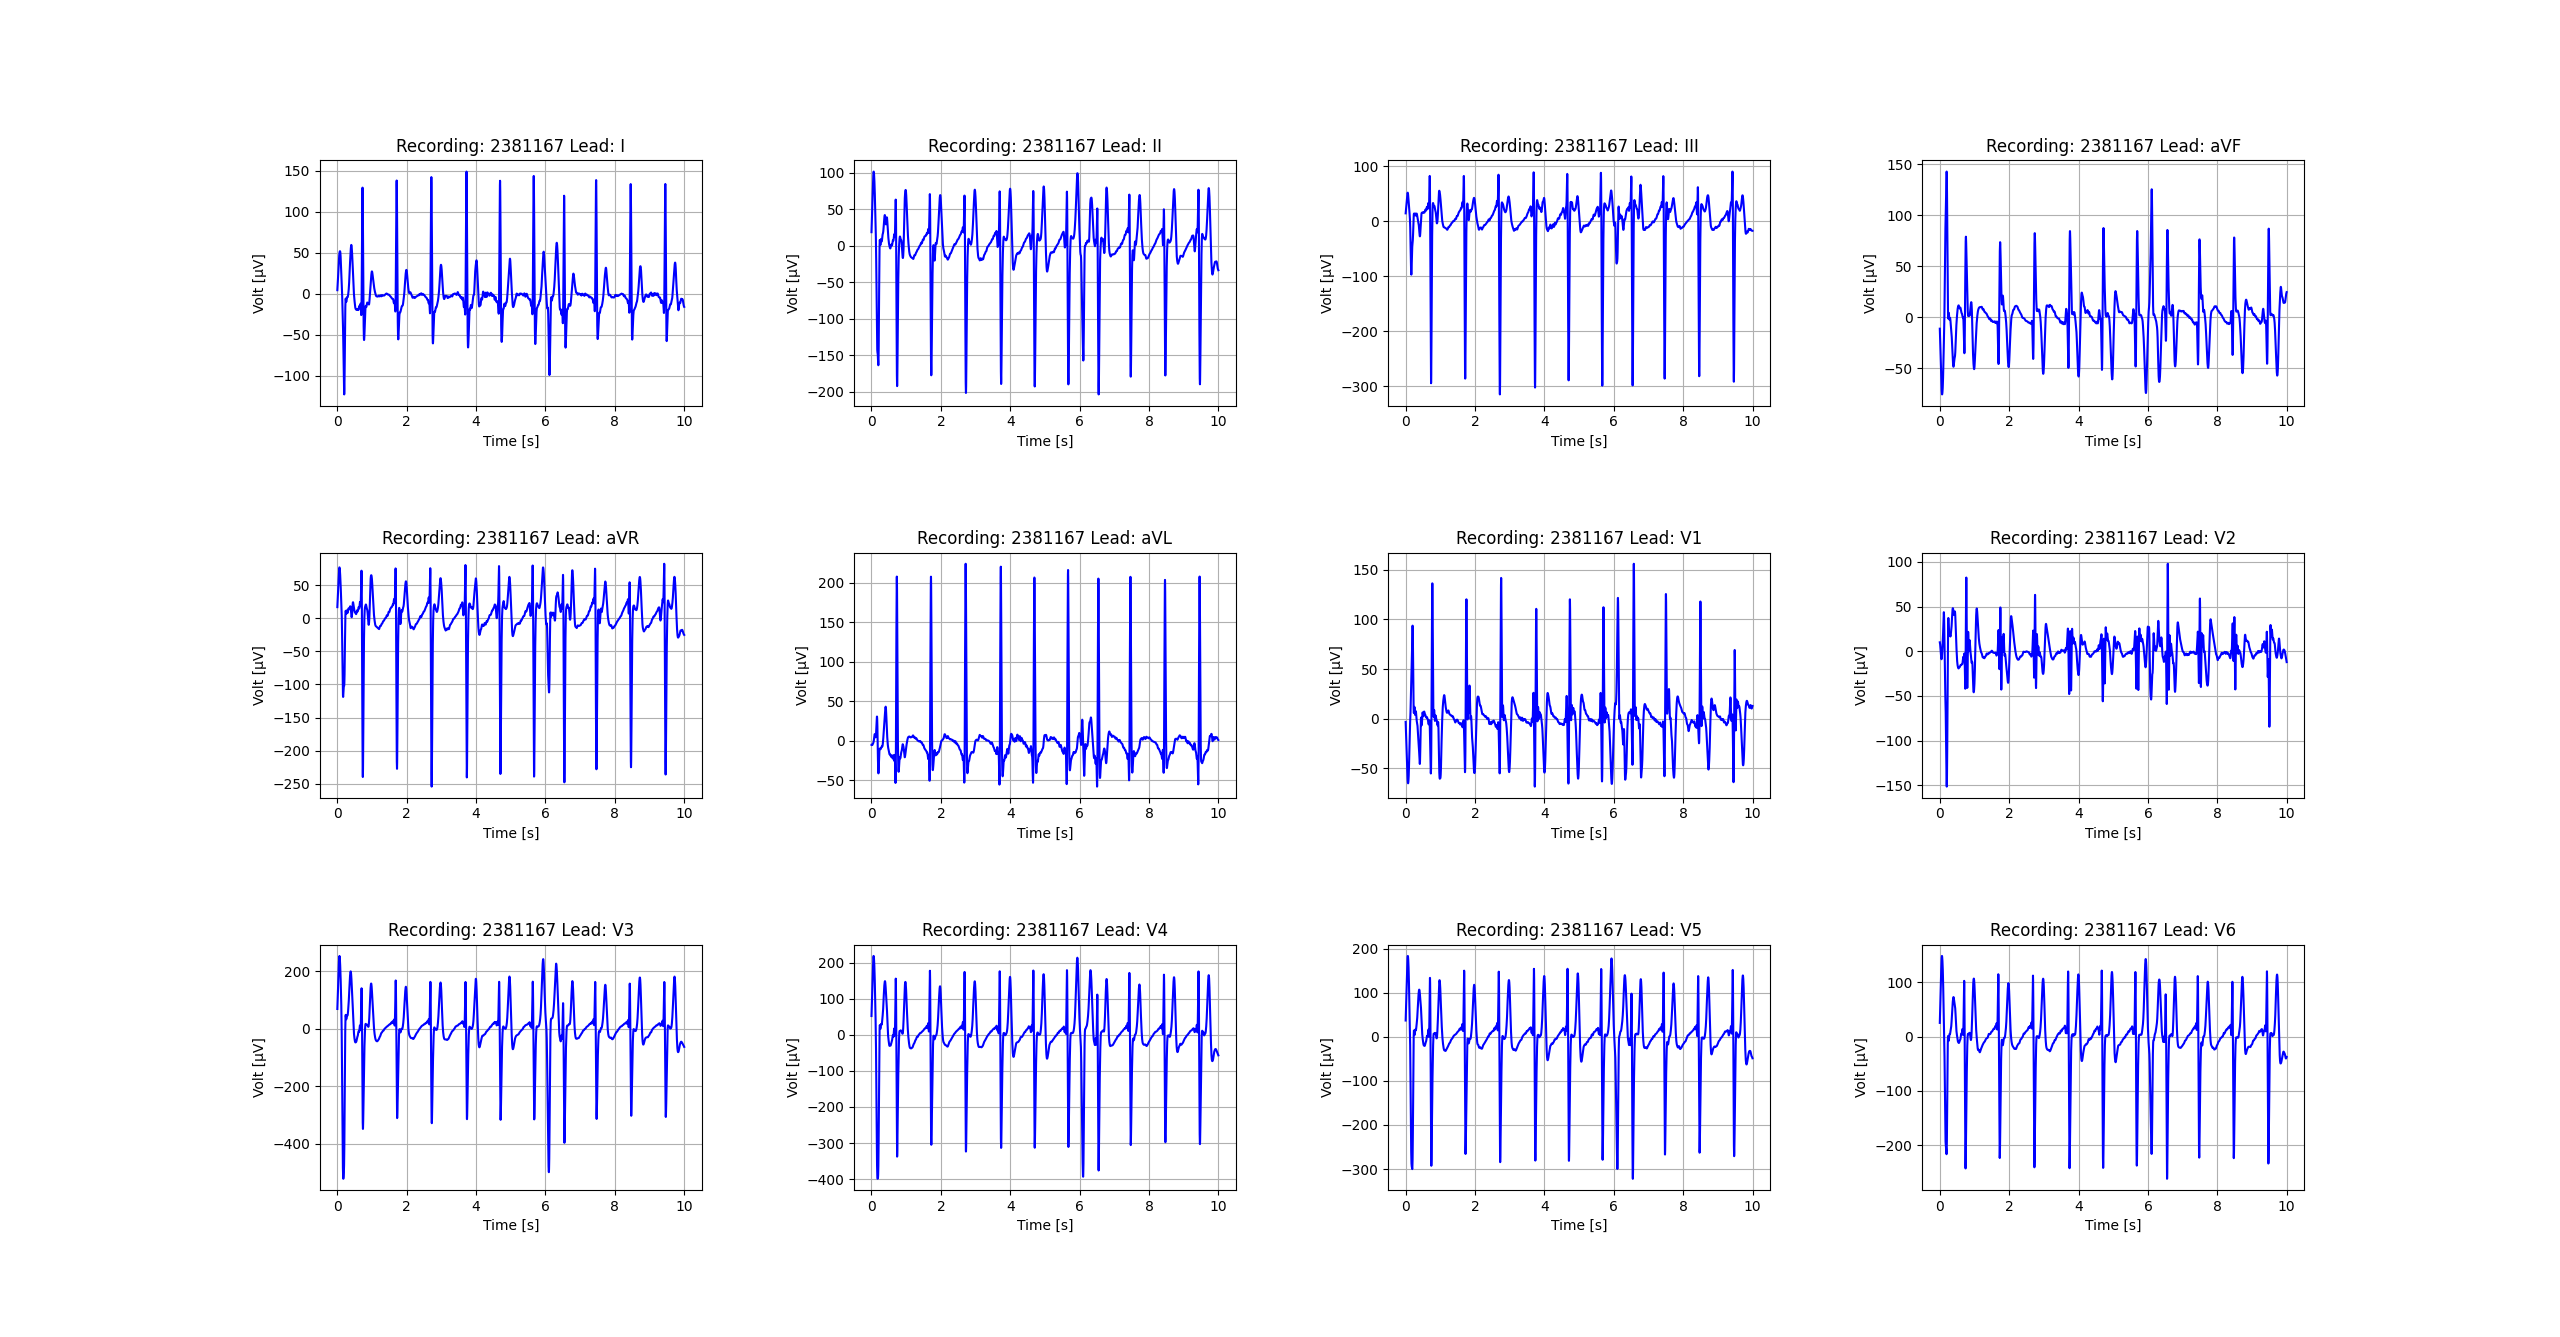 Recording: 2381167 Lead: I
Recording: 2381167 Lead: II
Recording: 2381167 Lead: III
Recording: 2381167 Lead: aVF
150
100
50
0
−50
−100
Volt [μV]
0 2 4 6 8 10
Time [s]
100
50
0
−50
−100
−150
−200
Volt [μV]
0 2 4 6 8 10
Time [s]
100
0
−100
−200
−300
Volt [μV]
0 2 4 6 8 10
Time [s]
150
100
50
0
−50
Volt [μV]
0 2 4 6 8 10
Time [s]
Recording: 2381167 Lead: aVR
Recording: 2381167 Lead: aVL
Recording: 2381167 Lead: V1
Recording: 2381167 Lead: V2
50
0
−50
−100
−150
−200
−250
Volt [μV]
0 2 4 6 8 10
Time [s]
200
150
100
50
0
−50
Volt [μV]
0 2 4 6 8 10
Time [s]
150
100
50
0
−50
Volt [μV]
0 2 4 6 8 10
Time [s]
100
50
0
−50
−100
−150
Volt [μV]
0 2 4 6 8 10
Time [s]
Recording: 2381167 Lead: V3
Recording: 2381167 Lead: V4
Recording: 2381167 Lead: V5
Recording: 2381167 Lead: V6
200
0
−200
−400
Volt [μV]
0 2 4 6 8 10
Time [s]
200
100
0
−100
−200
−300
−400
Volt [μV]
0 2 4 6 8 10
Time [s]
200
100
0
−100
−200
−300
Volt [μV]
0 2 4 6 8 10
Time [s]
100
0
−100
−200
Volt [μV]
0 2 4 6 8 10
Time [s]